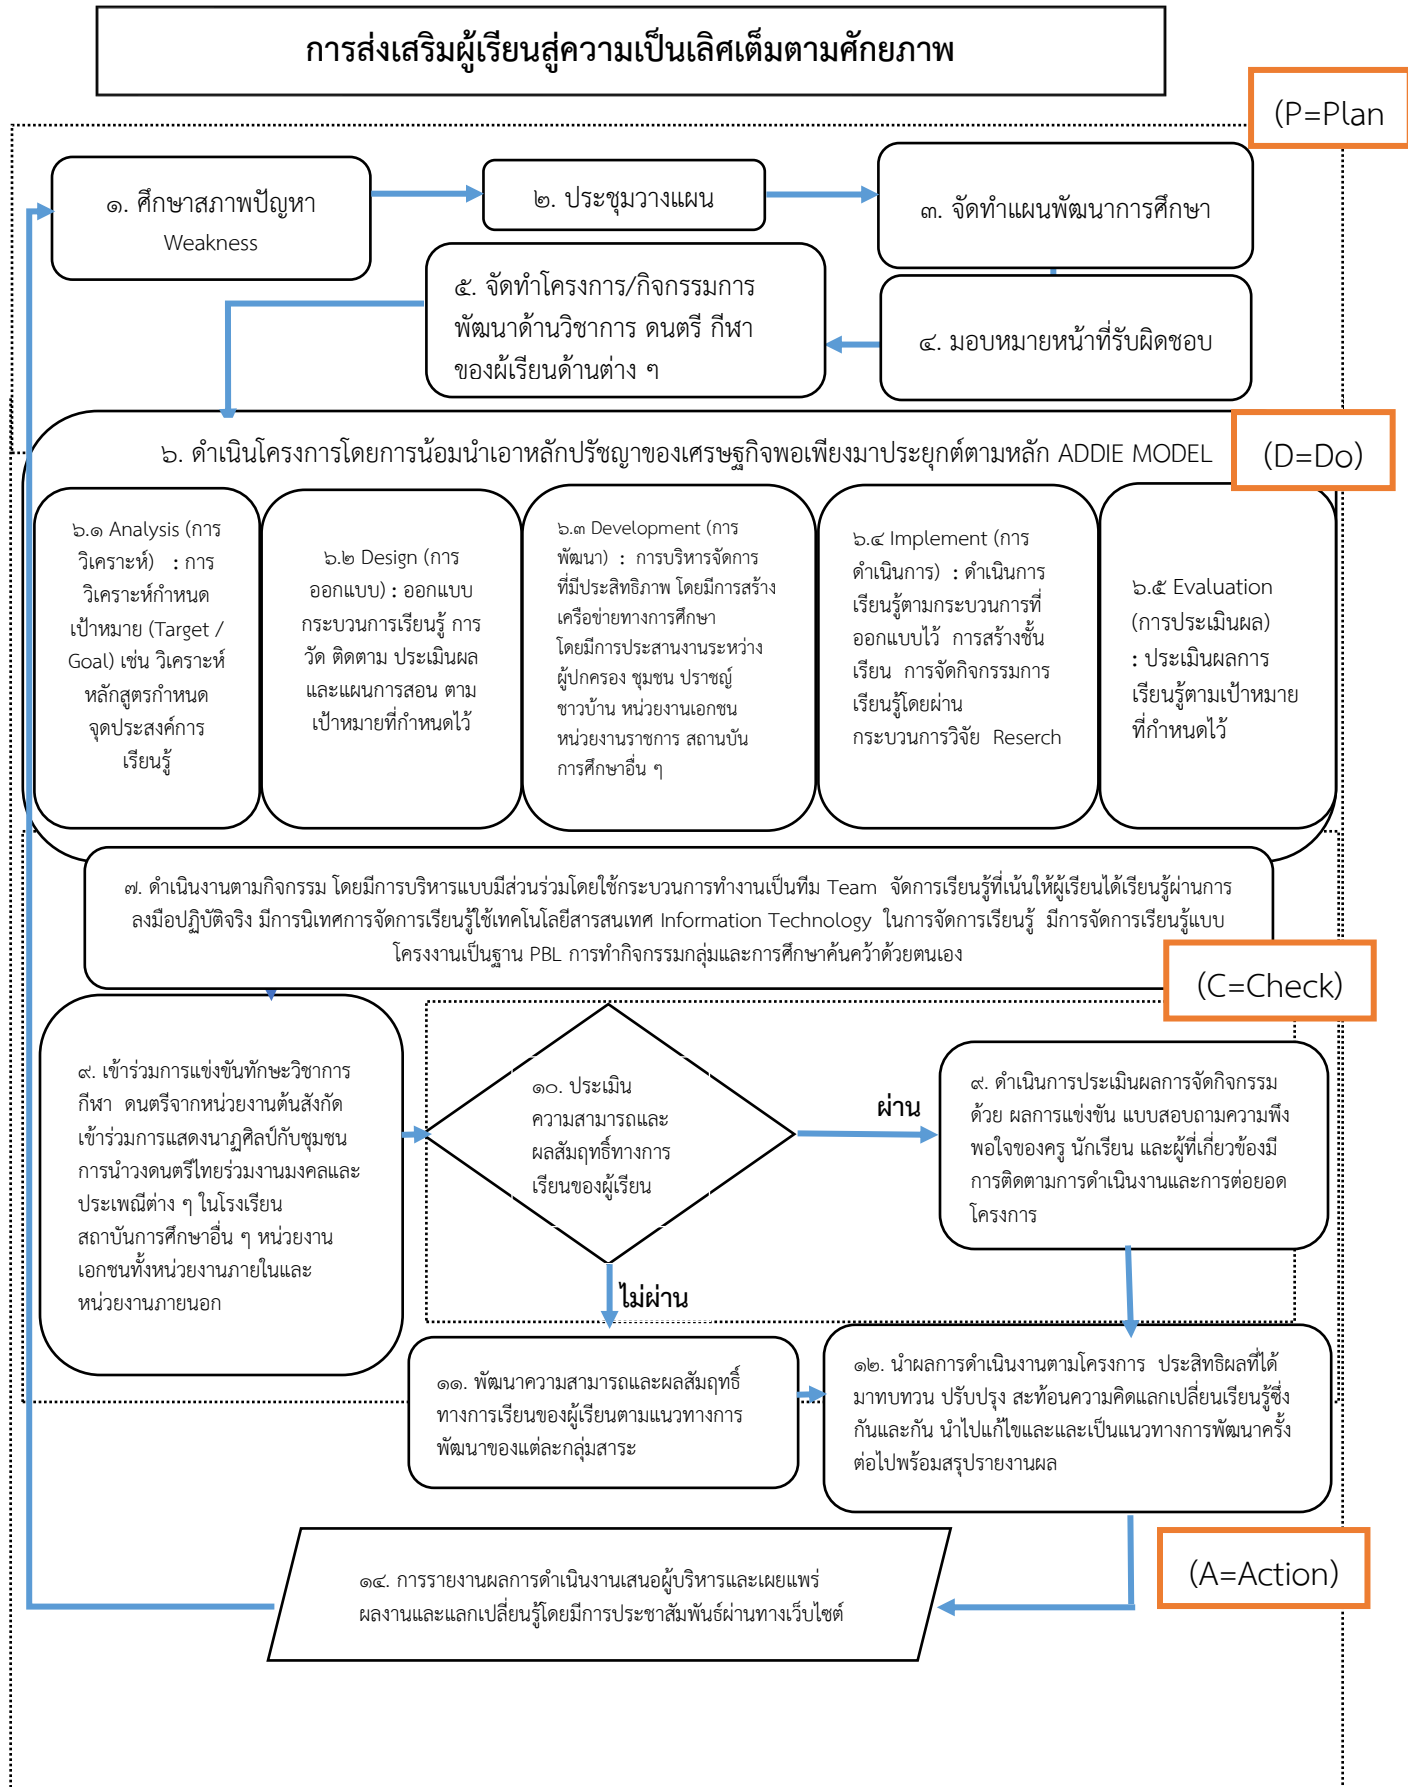 การส่งเสริมผู้เรียนสู่ความเป็นเลิศเต็มตามศักยภาพ
(P=Plan
๑. ศึกษาสภาพปัญหา
Weakness
๒. ประชุมวางแผน
๓. จัดทำแผนพัฒนาการศึกษา
๔. มอบหมายหน้าที่รับผิดชอบ
๕. จัดทำโครงการ/กิจกรรมการ
พัฒนาด้านวิชาการ ดนตรี กีฬา
ของผู้เรียนด้านต่าง ๆ
(D=Do)
๖. ดำเนินโครงการโดยการน้อมนำเอาหลักปรัชญาของเศรษฐกิจพอเพียงมาประยุกต์ตามหลัก ADDIE MODEL
๖.๑ Analysis (การ
วิเคราะห์) : การ
วิเคราะห์กำหนด
เป้าหมาย (Target /
Goal) เช่น วิเคราะห์
หลักสูตรกำหนด
จุดประสงค์การ
เรียนรู้
๖.๒ Design (การ
ออกแบบ) : ออกแบบ
กระบวนการเรียนรู้ การ
วัด ติดตาม ประเมินผล
และแผนการสอน ตาม
เป้าหมายที่กำหนดไว้
๖.๓ Development (การ
พัฒนา) : การบริหารจัดการ
ที่มีประสิทธิภาพ โดยมีการสร้าง
เครือข่ายทางการศึกษา
โดยมีการประสานงานระหว่าง
ผู้ปกครอง ชุมชน ปราชญ์
ชาวบ้าน หน่วยงานเอกชน
หน่วยงานราชการ สถานบัน
การศึกษาอื่น ๆ
๖.๔ Implement (การ
ดำเนินการ) : ดำเนินการ
เรียนรู้ตามกระบวนการที่
ออกแบบไว้ การสร้างชั้น
เรียน การจัดกิจกรรมการ
เรียนรู้โดยผ่าน
กระบวนการวิจัย Reserch
๖.๕ Evaluation
(การประเมินผล)
: ประเมินผลการ
เรียนรู้ตามเป้าหมาย
ที่กำหนดไว้
๗. ดำเนินงานตามกิจกรรม โดยมีการบริหารแบบมีส่วนร่วมโดยใช้กระบวนการทำงานเป็นทีม Team จัดการเรียนรู้ที่เน้นให้ผู้เรียนได้เรียนรู้ผ่านการ
ลงมือปฏิบัติจริง มีการนิเทศการจัดการเรียนรู้ใช้เทคโนโลยีสารสนเทศ Information Technology ในการจัดการเรียนรู้ มีการจัดการเรียนรู้แบบ
โครงงานเป็นฐาน PBL การทำกิจกรรมกลุ่มและการศึกษาค้นคว้าด้วยตนเอง
(C=Check)
๙. เข้าร่วมการแข่งขันทักษะวิชาการ
กีฬา ดนตรีจากหน่วยงานต้นสังกัด
เข้าร่วมการแสดงนาฏศิลป์กับชุมชน
การนำวงดนตรีไทยร่วมงานมงคลและ
ประเพณีต่าง ๆ ในโรงเรียน
สถาบันการศึกษาอื่น ๆ หน่วยงาน
เอกชนทั้งหน่วยงานภายในและ
หน่วยงานภายนอก
๑๐. ประเมิน
ความสามารถและ
ผลสัมฤทธิ์ทางการ
เรียนของผู้เรียน
ผ่าน
๙. ดำเนินการประเมินผลการจัดกิจกรรม
ด้วย ผลการแข่งขัน แบบสอบถามความพึง
พอใจของครู นักเรียน และผู้ที่เกี่ยวข้องมี
การติดตามการดำเนินงานและการต่อยอด
โครงการ
ไม่ผ่าน
๑๑. พัฒนาความสามารถและผลสัมฤทธิ์
ทางการเรียนของผู้เรียนตามแนวทางการ
พัฒนาของแต่ละกลุ่มสาระ
๑๒. นำผลการดำเนินงานตามโครงการ ประสิทธิผลที่ได้
มาทบทวน ปรับปรุง สะท้อนความคิดแลกเปลี่ยนเรียนรู้ซึ่ง
กันและกัน นำไปแก้ไขและและเป็นแนวทางการพัฒนาครั้ง
ต่อไปพร้อมสรุปรายงานผล
(A=Action)
๑๔. การรายงานผลการดำเนินงานเสนอผู้บริหารและเผยแพร่
ผลงานและแลกเปลี่ยนรู้โดยมีการประชาสัมพันธ์ผ่านทางเว็บไซต์